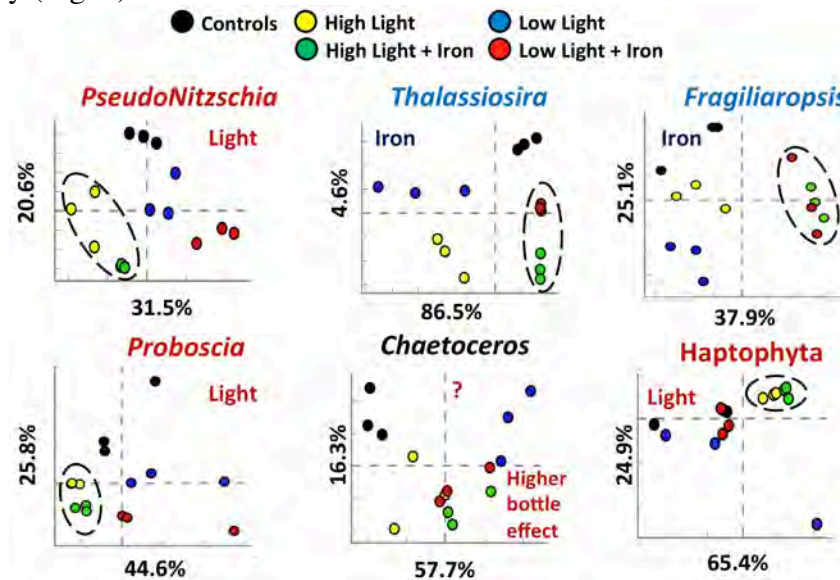 Controls High Light Low Light
High Light + Iron Low Light + Iron
PseudoNitzschia Thalassiosira Fragiliaropsis
Light Iron Iron
20.6% 4.6% 25.1%
31.5% 86.5% 37.9%
Proboscia Chaetoceros Haptophyta
Light ? Light
25.8% 16.3% 24.9%
Higher
bottle
effect
44.6% 57.7% 65.4%